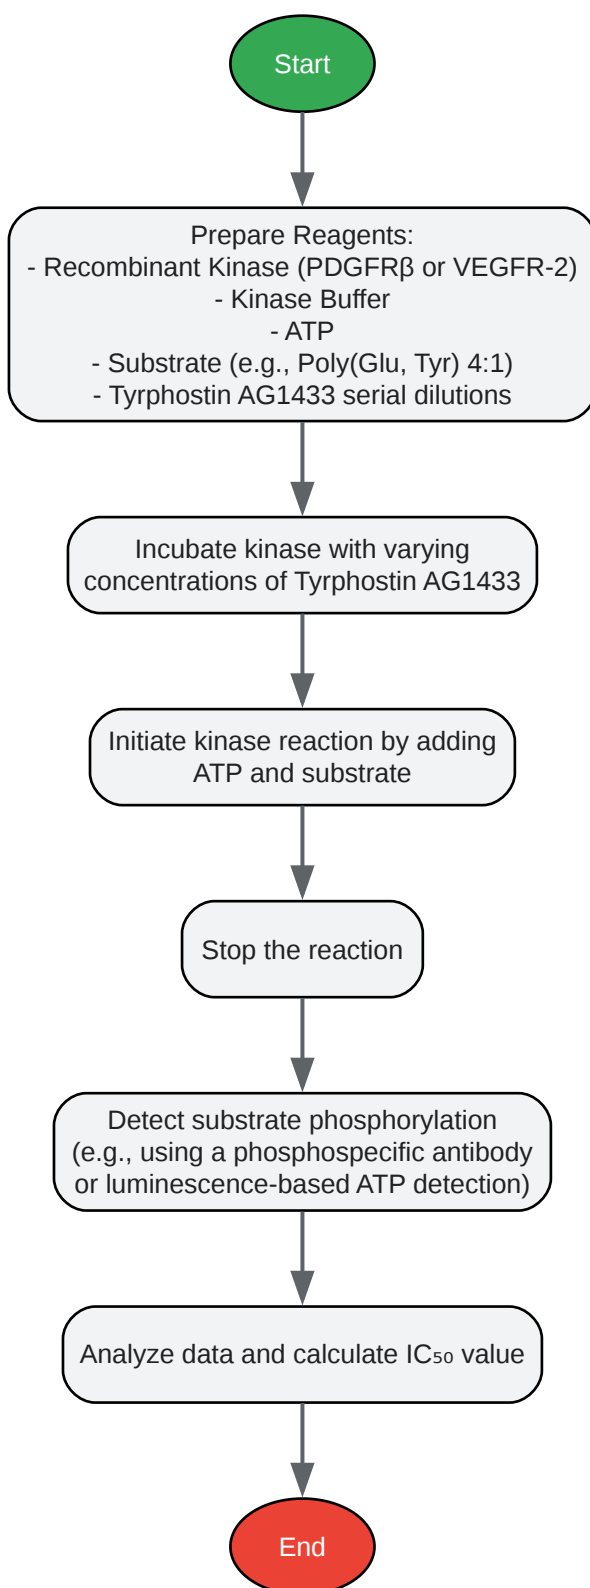 Start
Prepare Reagents:
- Recombinant Kinase (PDGFRβ or VEGFR-2)
- Kinase Buffer
- ATP
- Substrate (e.g., Poly(Glu, Tyr) 4:1)
- Tyrphostin AG1433 serial dilutions
Incubate kinase with varying
concentrations of Tyrphostin AG1433
Initiate kinase reaction by adding
ATP and substrate
Stop the reaction
Detect substrate phosphorylation
(e.g., using a phosphospecific antibody
or luminescence-based ATP detection)
Analyze data and calculate IC₅₀ value
End